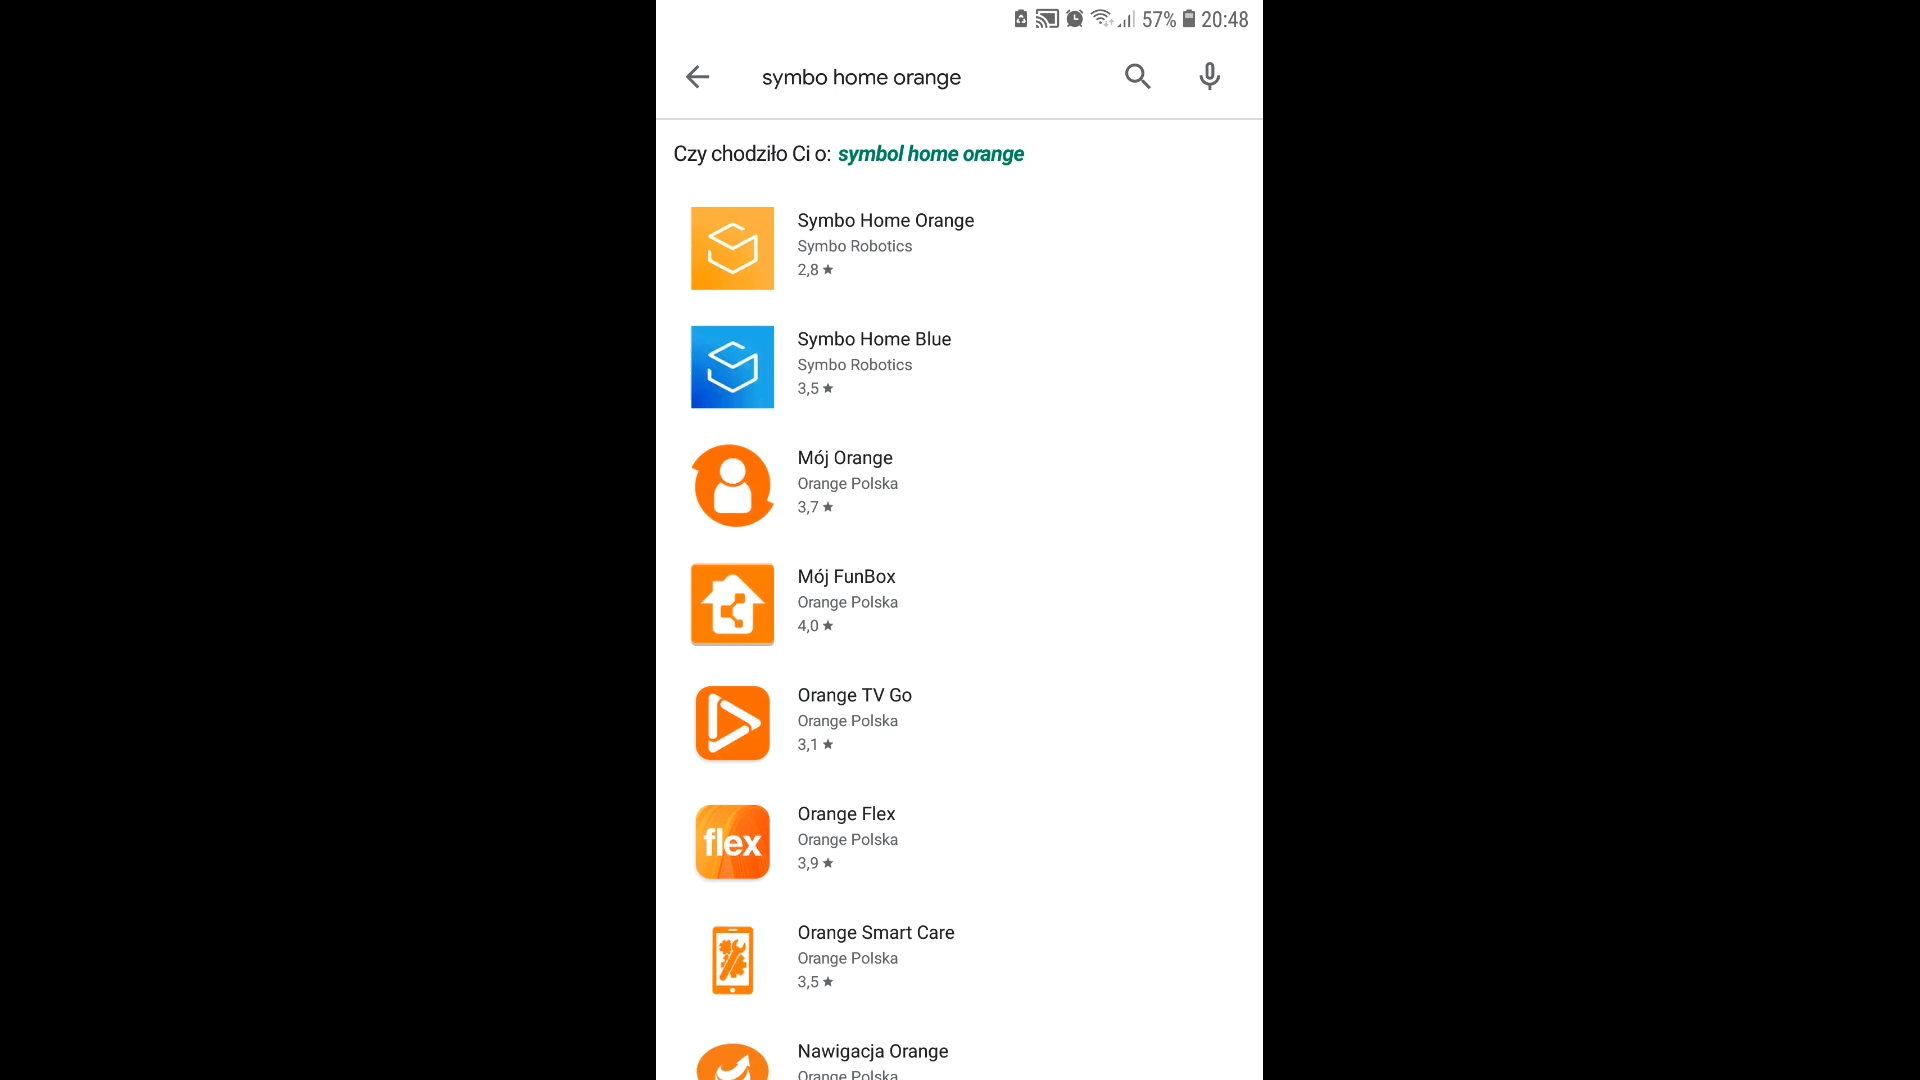 57% 20:48
symbo home orange
Czy chodziło Ci o: symbol home orange
Symbo Home Orange
Symbo Robotics
2,8 ★
Symbo Home Blue
Symbo Robotics
3,5 ★
Mój Orange
Orange Polska
3,7 ★
Mój FunBox
Orange Polska
4,0 ★
Orange TV Go
Orange Polska
3,1 ★
flex
Orange Flex
Orange Polska
3,9 ★
Orange Smart Care
Orange Polska
3,5 ★
Nawigacja Orange
Orange Polska